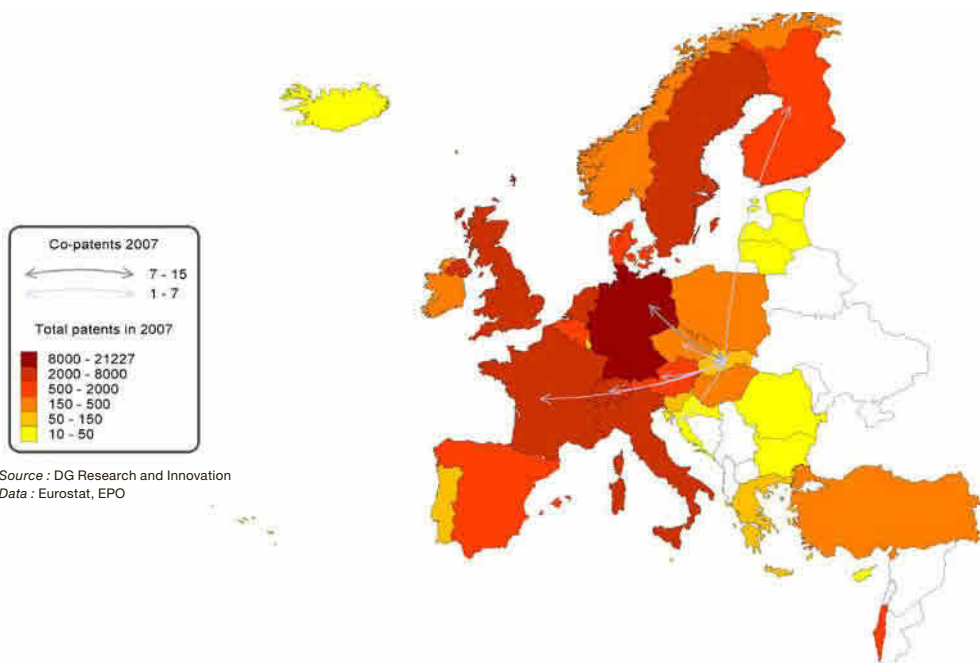 Co-patents 2007
7 - 15
1 - 7
Total patents in 2007
8000 - 21227
2000 - 8000
500 - 2000
150 - 500
50 - 150
10 - 50
Source : DG Research and Innovation
Data : Eurostat, EPO